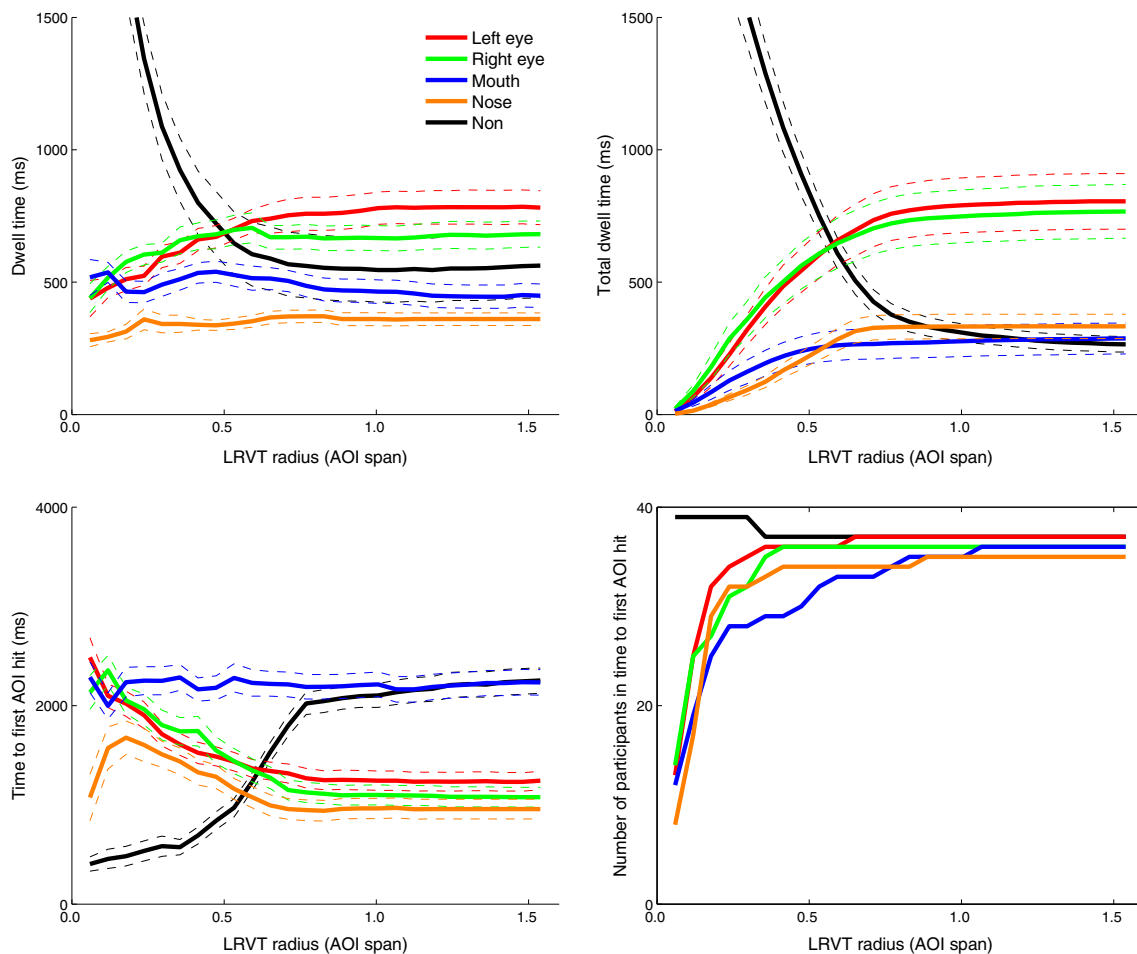 1500
1000
500
0
Dwell time (ms)
0.0 0.5 1.0 1.5
LRVT radius (AOI span)
Left eye
Right eye
Mouth
Nose
Non
1500
1000
500
0
Total dwell time (ms)
0.0 0.5 1.0 1.5
LRVT radius (AOI span)
4000
2000
0
Time to first AOI hit (ms)
0.0 0.5 1.0 1.5
LRVT radius (AOI span)
40
20
0
Number of participants in time to first AOI hit
0.0 0.5 1.0 1.5
LRVT radius (AOI span)